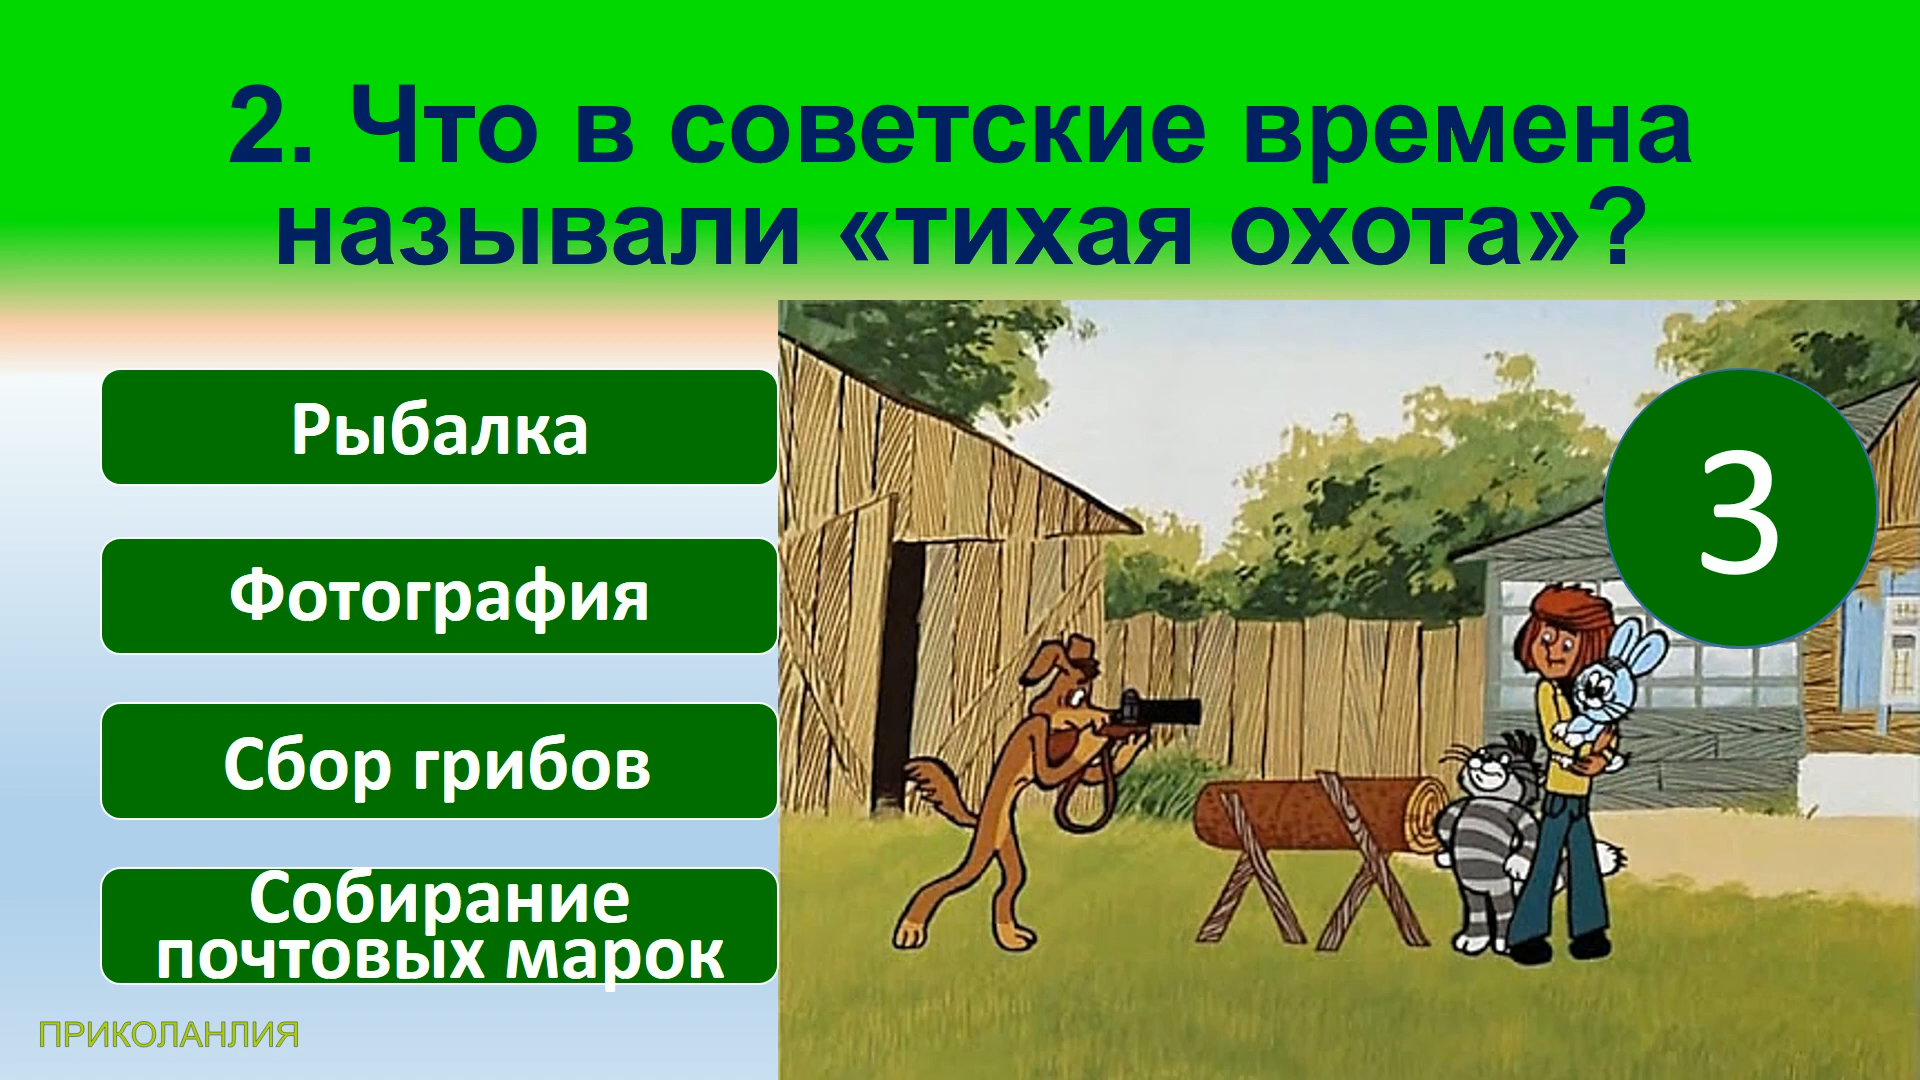 2. Что в советские времена
называли «тихая охота»?
Рыбалка
Фотография
Сбор грибов
Собирание
почтовых марок
3
ПРИКОЛАНЛИЯ